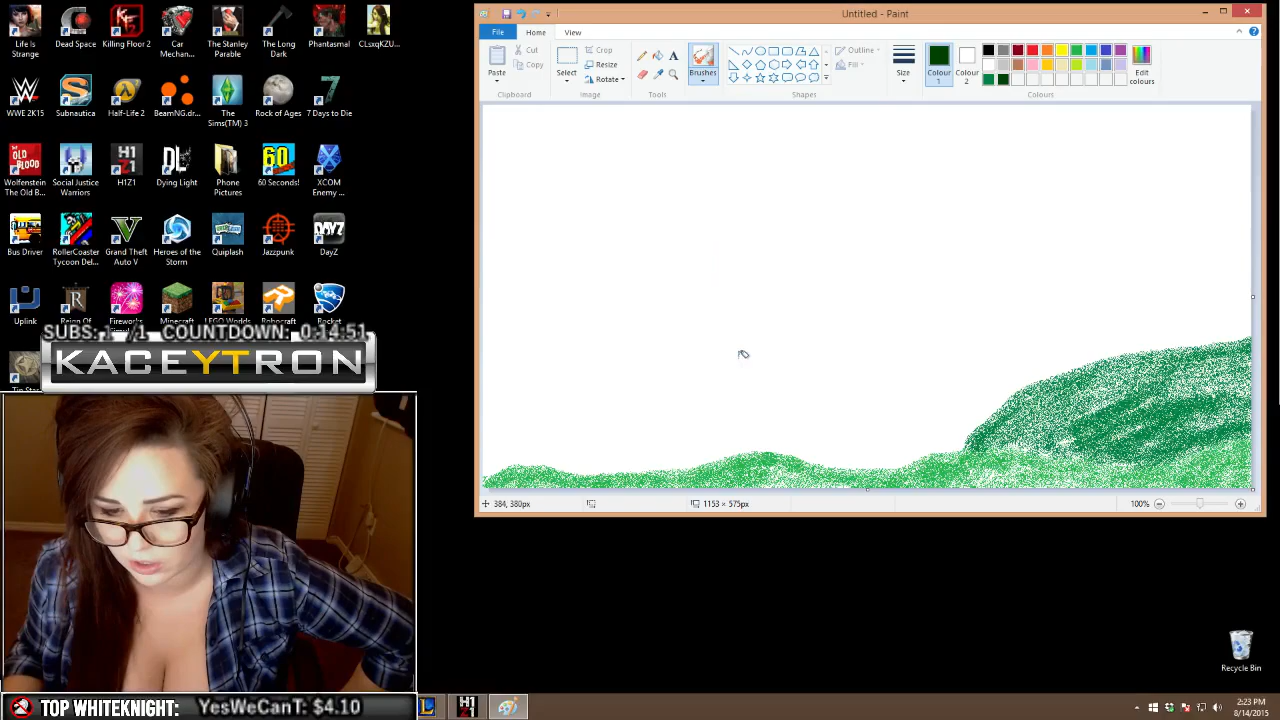 Untitled - Paint
File Home View
Cut
Copy
Paste
Clipboard
Select
Crop
Resize
Rotate
Image
Tools
Brushes
Shapes
Outline
Fill
Size
Colour 1
Colour 2
Colours
Edit colours
Life Is Strange
Dead Space
Killing Floor 2
Car Mechan...
The Stanley Parable
The Long Dark
Phantasmal
CLsxqKZU...
WWE 2K15
Subnautica
Half-Life 2
BeamNG.dr...
The Sims(TM) 3
Rock of Ages
7 Days to Die
Wolfenstein The Old B...
Social Justice Warriors
H1Z1
Dying Light
Phone Pictures
60 Seconds!
XCOM Enemy ...
Bus Driver
RollerCoaster Tycoon Del...
Grand Theft Auto V
Heroes of the Storm
Quiplash
Jazzpunk
DayZ
Uplink
Reign Of
Fireworks
Minecraft
LEGO Worlds
Robocraft
Rocket
SUBS: 1 /1 COUNTDOWN: 0:14:51
KACEYTRON
384, 380px
1153 × 575px
100%
Recycle Bin
TOP WHITEKNIGHT: YesWeCanT: $4.10
2:23 PM
8/14/2015